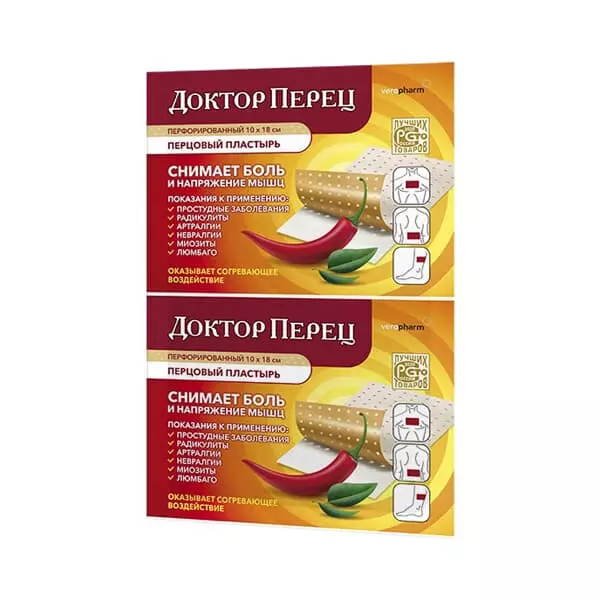 ДОКТОР ПЕРЕЦ
veropharm
ПЕРФОРИРОВАННЫЙ 10 х 18 см
ПЕРЦОВЫЙ ПЛАСТЫРЬ
СНИМАЕТ БОЛЬ
И НАПРЯЖЕНИЕ МЫШЦ
ПОКАЗАНИЯ К ПРИМЕНЕНИЮ:
ПРОСТУДНЫЕ ЗАБОЛЕВАНИЯ
РАДИКУЛИТЫ
АРТРАЛГИИ
НЕВРАЛГИИ
МИОЗИТЫ
ЛЮМБАГО
ОКАЗЫВАЕТ СОГРЕВАЮЩЕЕ
ВОЗДЕЙСТВИЕ
ЛУЧШИХ
ТОВАРОВ
ДОКТОР ПЕРЕЦ
veropharm
ПЕРФОРИРОВАННЫЙ 10 х 18 см
ПЕРЦОВЫЙ ПЛАСТЫРЬ
СНИМАЕТ БОЛЬ
И НАПРЯЖЕНИЕ МЫШЦ
ПОКАЗАНИЯ К ПРИМЕНЕНИЮ:
ПРОСТУДНЫЕ ЗАБОЛЕВАНИЯ
РАДИКУЛИТЫ
АРТРАЛГИИ
НЕВРАЛГИИ
МИОЗИТЫ
ЛЮМБАГО
ОКАЗЫВАЕТ СОГРЕВАЮЩЕЕ
ВОЗДЕЙСТВИЕ
ЛУЧШИХ
ТОВАРОВ